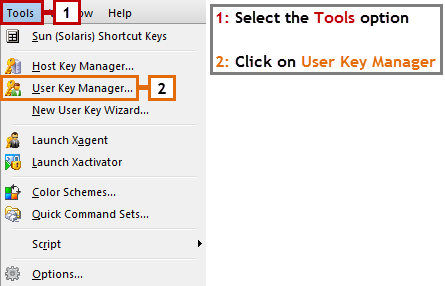 Tools 1 ow Help
Sun (Solaris) Shortcut Keys
Host Key Manager...
User Key Manager... 2
New User Key Wizard...
Launch Xagent
Launch Xactivator
Color Schemes...
Quick Command Sets...
Script
Options...
1: Select the Tools option
2: Click on User Key Manager